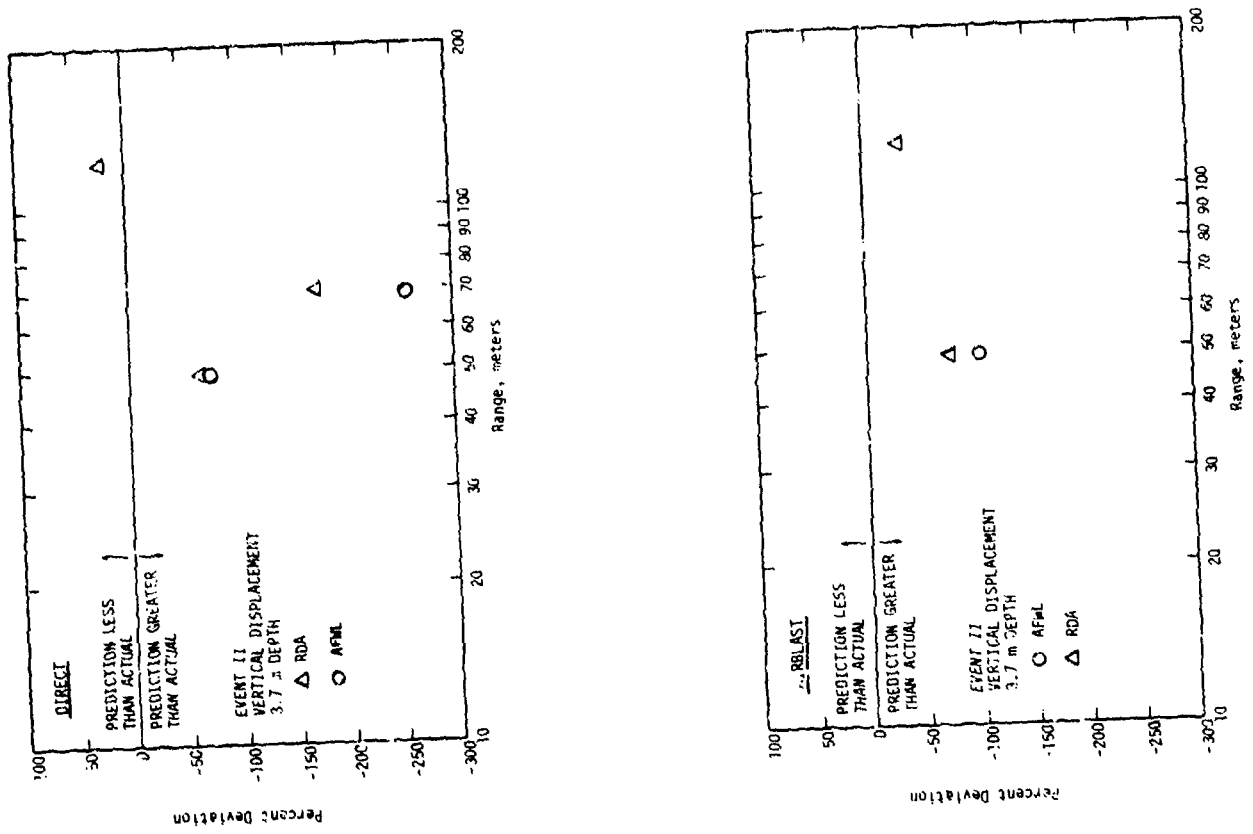 DIRECT
PREDICTION LESS
THAN ACTUAL
PREDICTION GREATER
THAN ACTUAL
EVENT II
VERTICAL DISPLACEMENT
3.7 m DEPTH
△ RDA
○ AFWL
50
0
-50
-100
-150
-200
-250
-300
Percent Deviation
10
20
30
40
50
60
70
80
90
100
200
Range, meters
PREDICTION LESS
THAN ACTUAL
PREDICTION GREATER
THAN ACTUAL
EVENT II
VERTICAL DISPLACEMENT
3.7 m DEPTH
○ AFWL
△ RDA
100
50
0
-50
-100
-150
-200
-250
-300
Percent Deviation
10
20
30
40
50
60
70
80
90
100
200
Range, meters